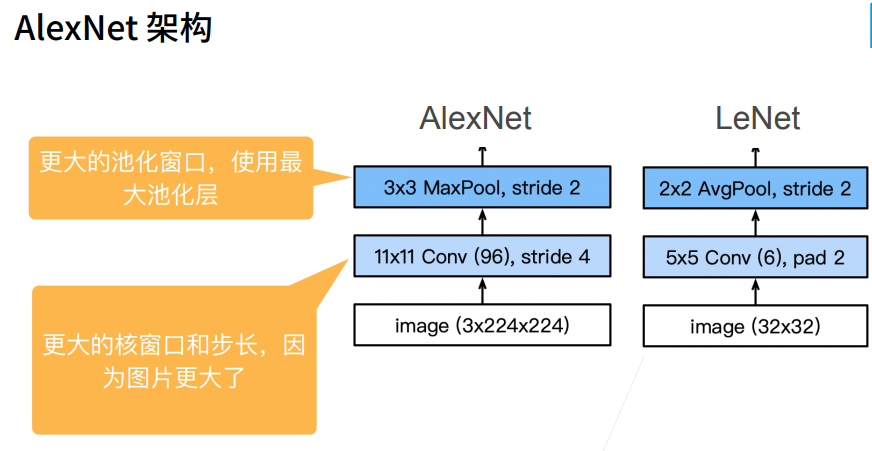 AlexNet 架构
AlexNet
LeNet
更大的池化窗口，使用最
大池化层
3x3 MaxPool, stride 2
2x2 AvgPool, stride 2
11x11 Conv (96), stride 4
5x5 Conv (6), pad 2
更大的核窗口和步长，因
为图片更大了
image (3x224x224)
image (32x32)